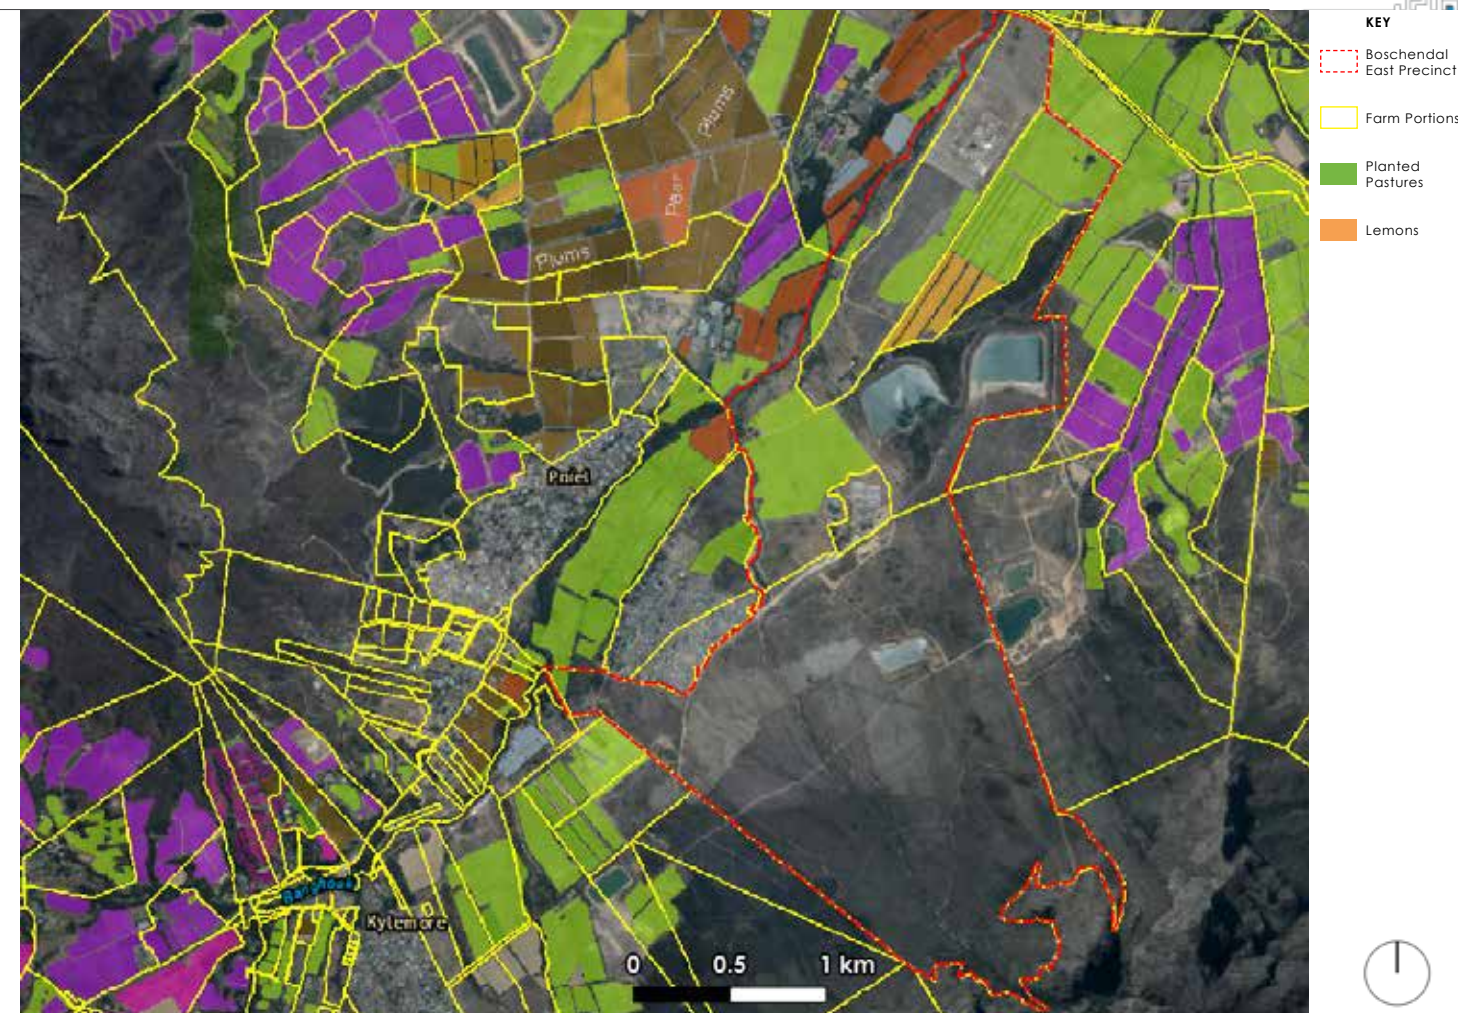 KEY
Boschendal
East Precinct
Farm Portions
Planted
Pastures
Lemons
Plums
Pear
Plums
Pniel
Kylemore
0 0.5 1 km